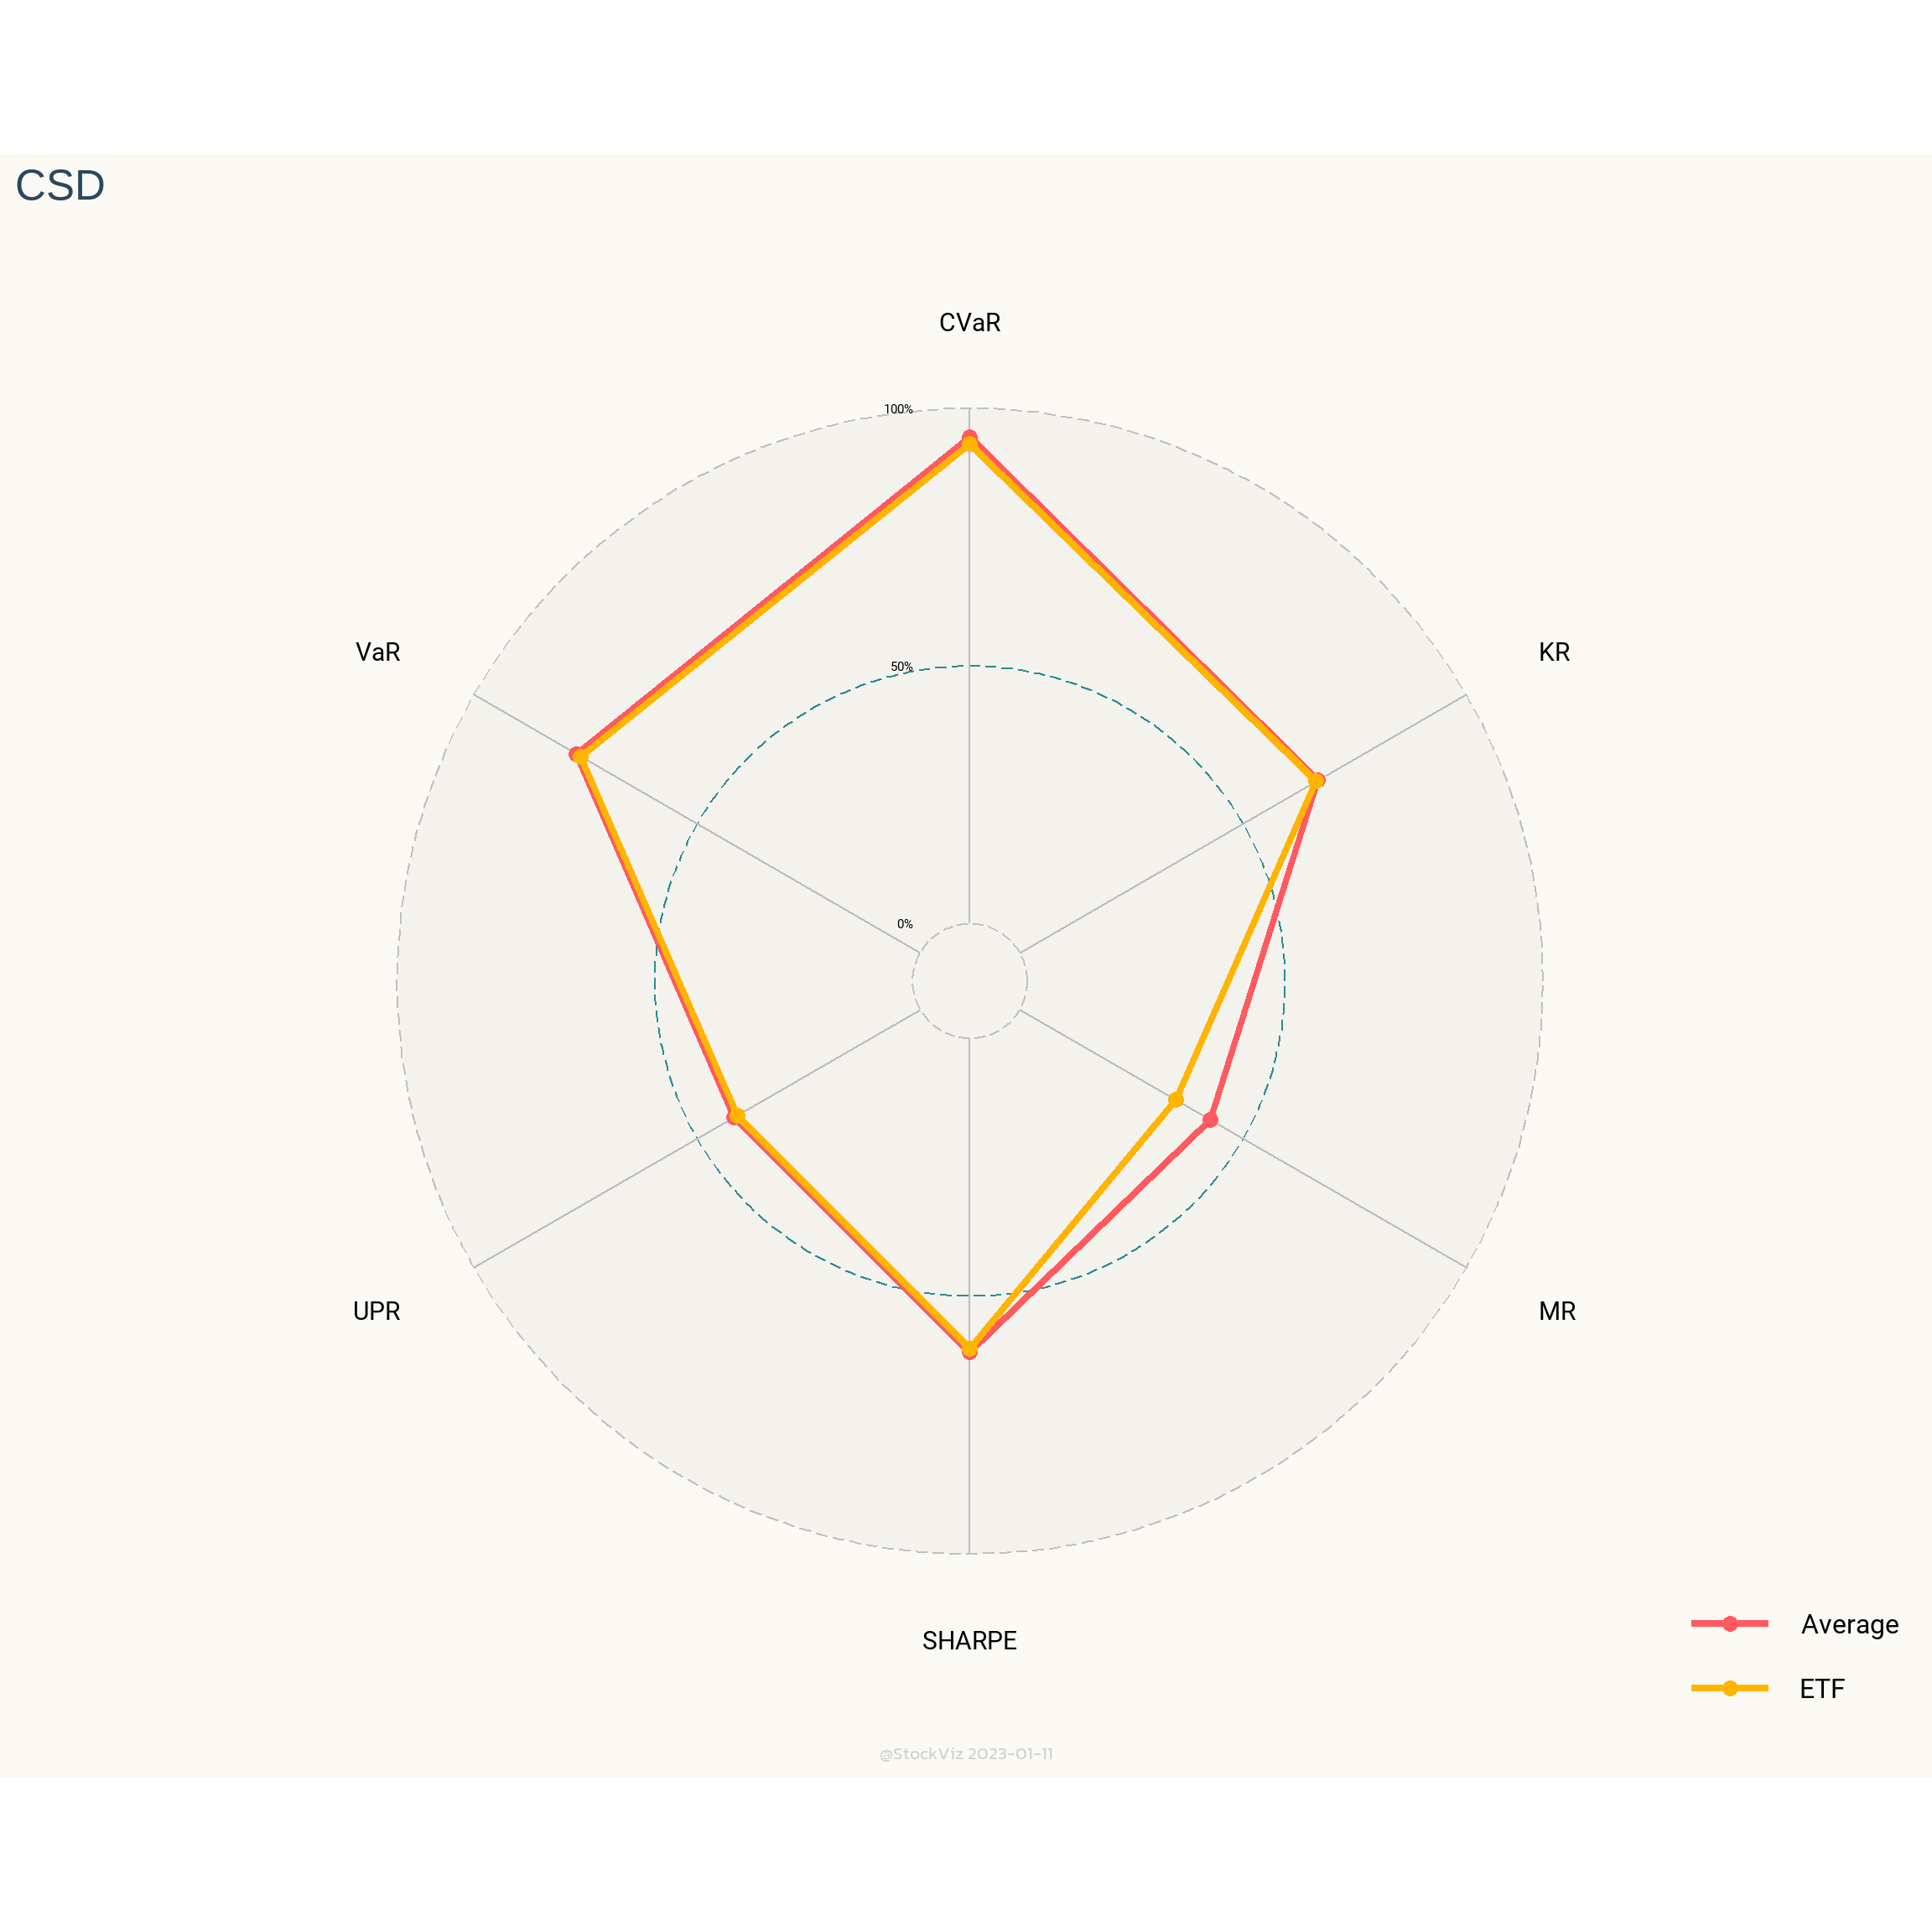 CSD
CVaR
100%
VaR
KR
50%
0%
UPR
MR
SHARPE
Average
ETF
@StockViz 2023-01-11